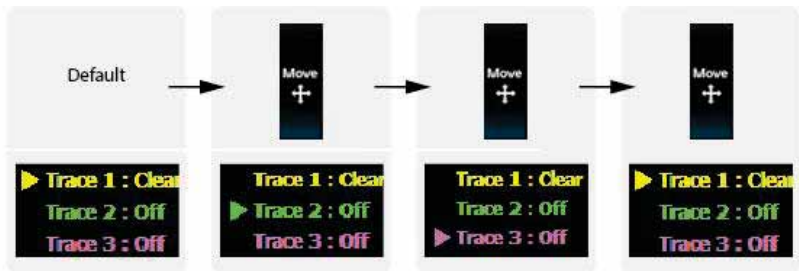 Default
Move
Move
Move
Trace 1 : Clear
Trace 2 : Off
Trace 3 : Off
Trace 1 : Clear
Trace 2 : Off
Trace 3 : Off
Trace 1 : Clear
Trace 2 : Off
Trace 3 : Off
Trace 1 : Clear
Trace 2 : Off
Trace 3 : Off